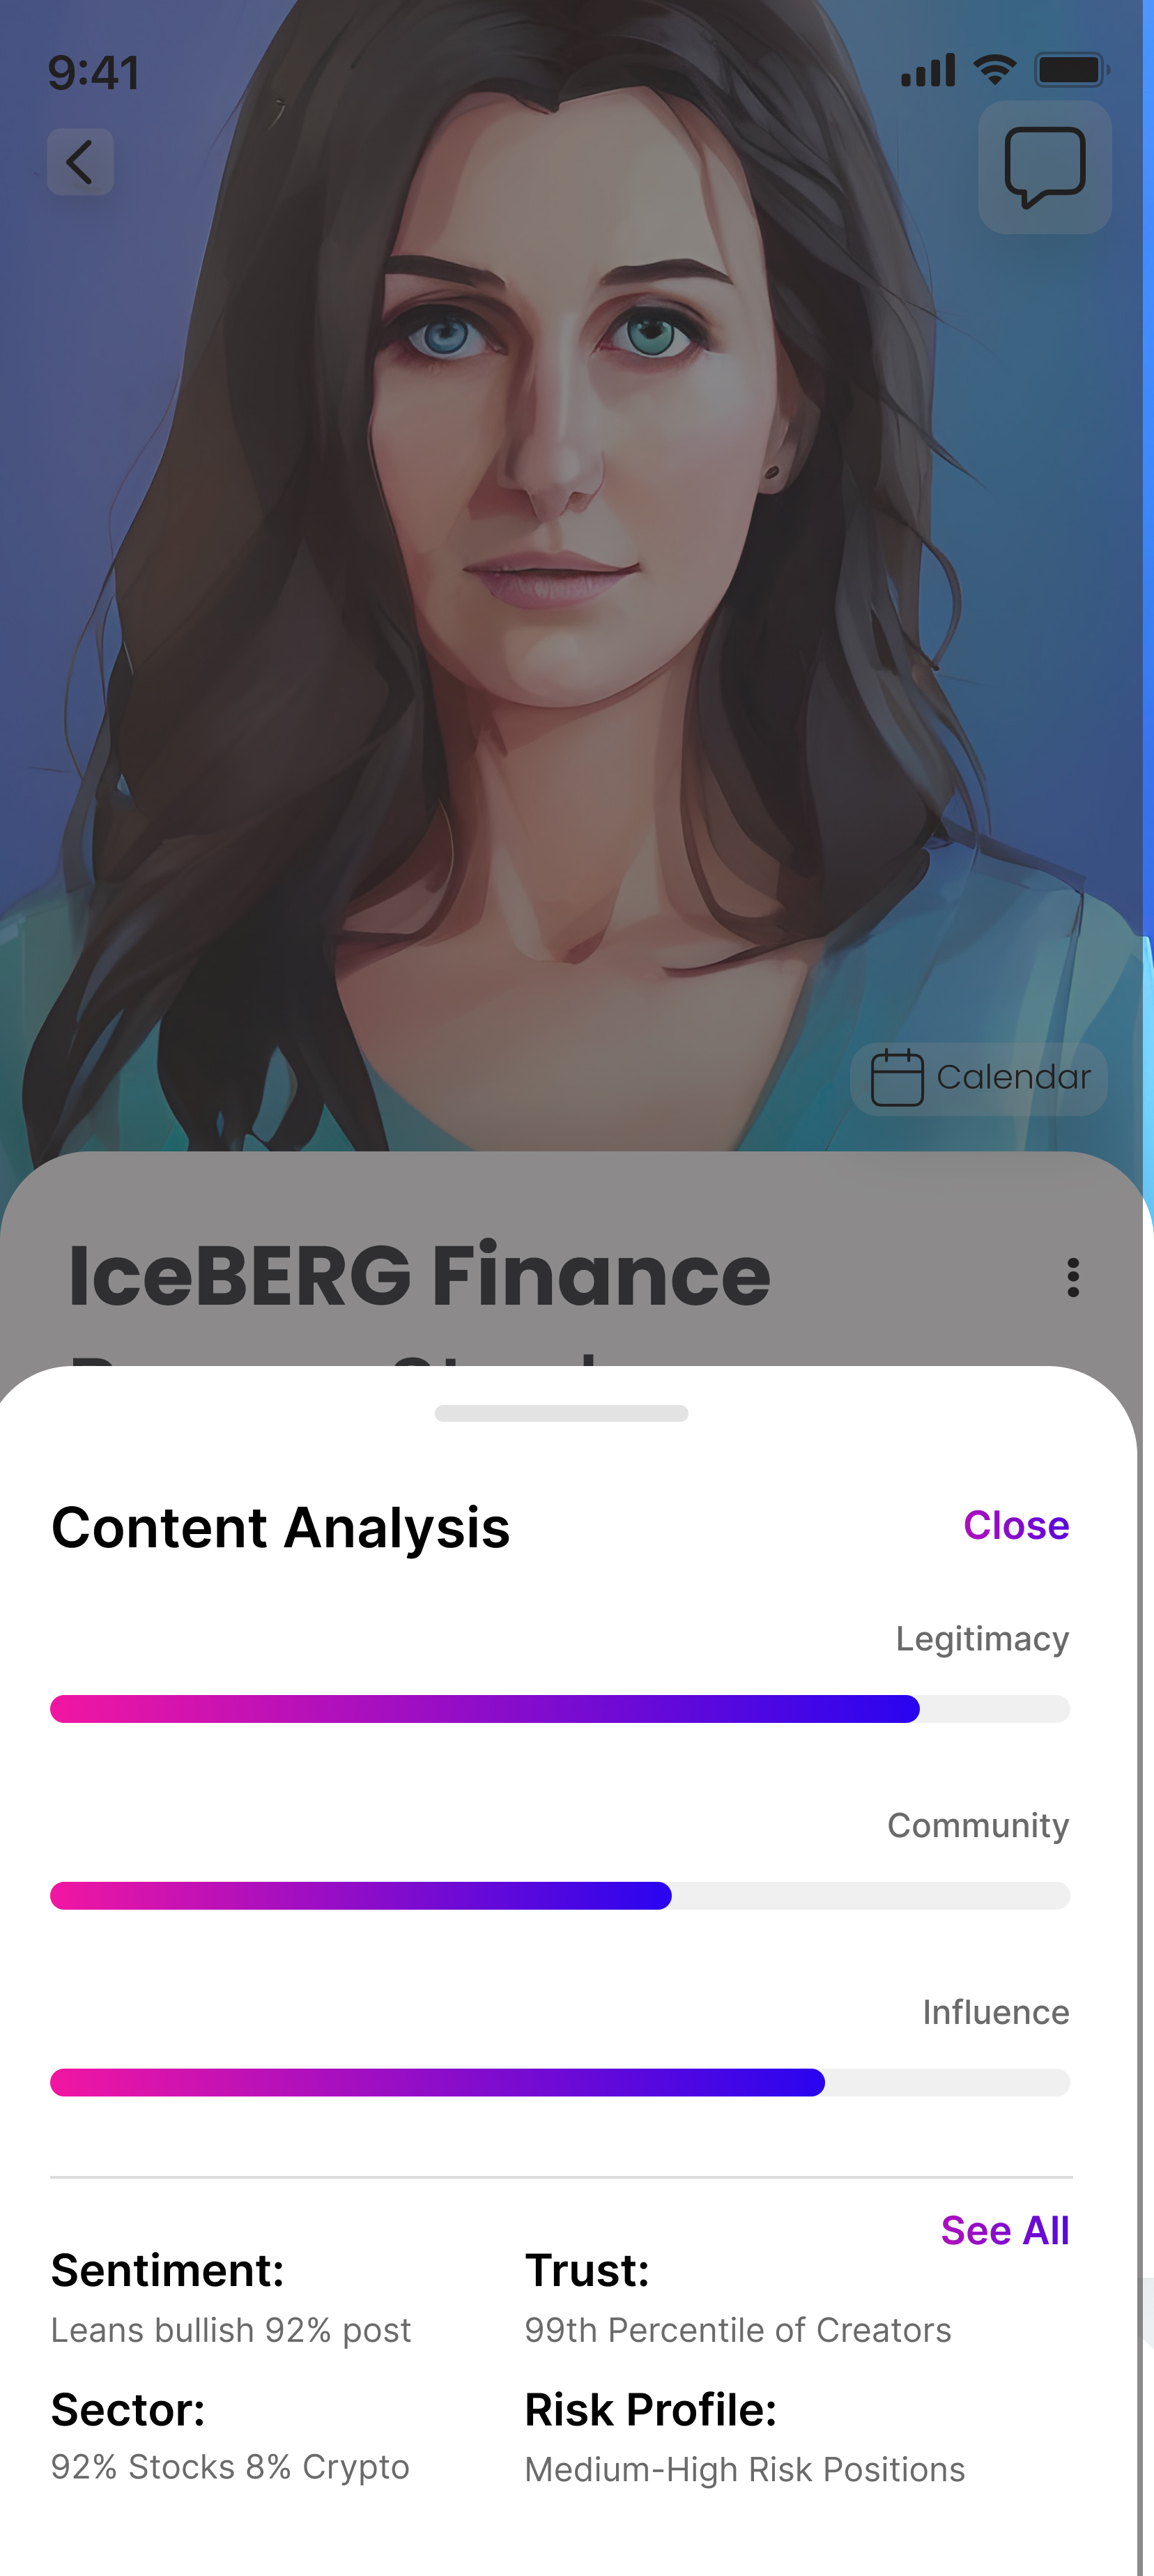 9:41
Calendar
IceBERG Finance
Content Analysis
Close
Legitimacy
Community
Influence
See All
Sentiment:
Trust:
Leans bullish 92% post
99th Percentile of Creators
Sector:
Risk Profile:
92% Stocks 8% Crypto
Medium-High Risk Positions